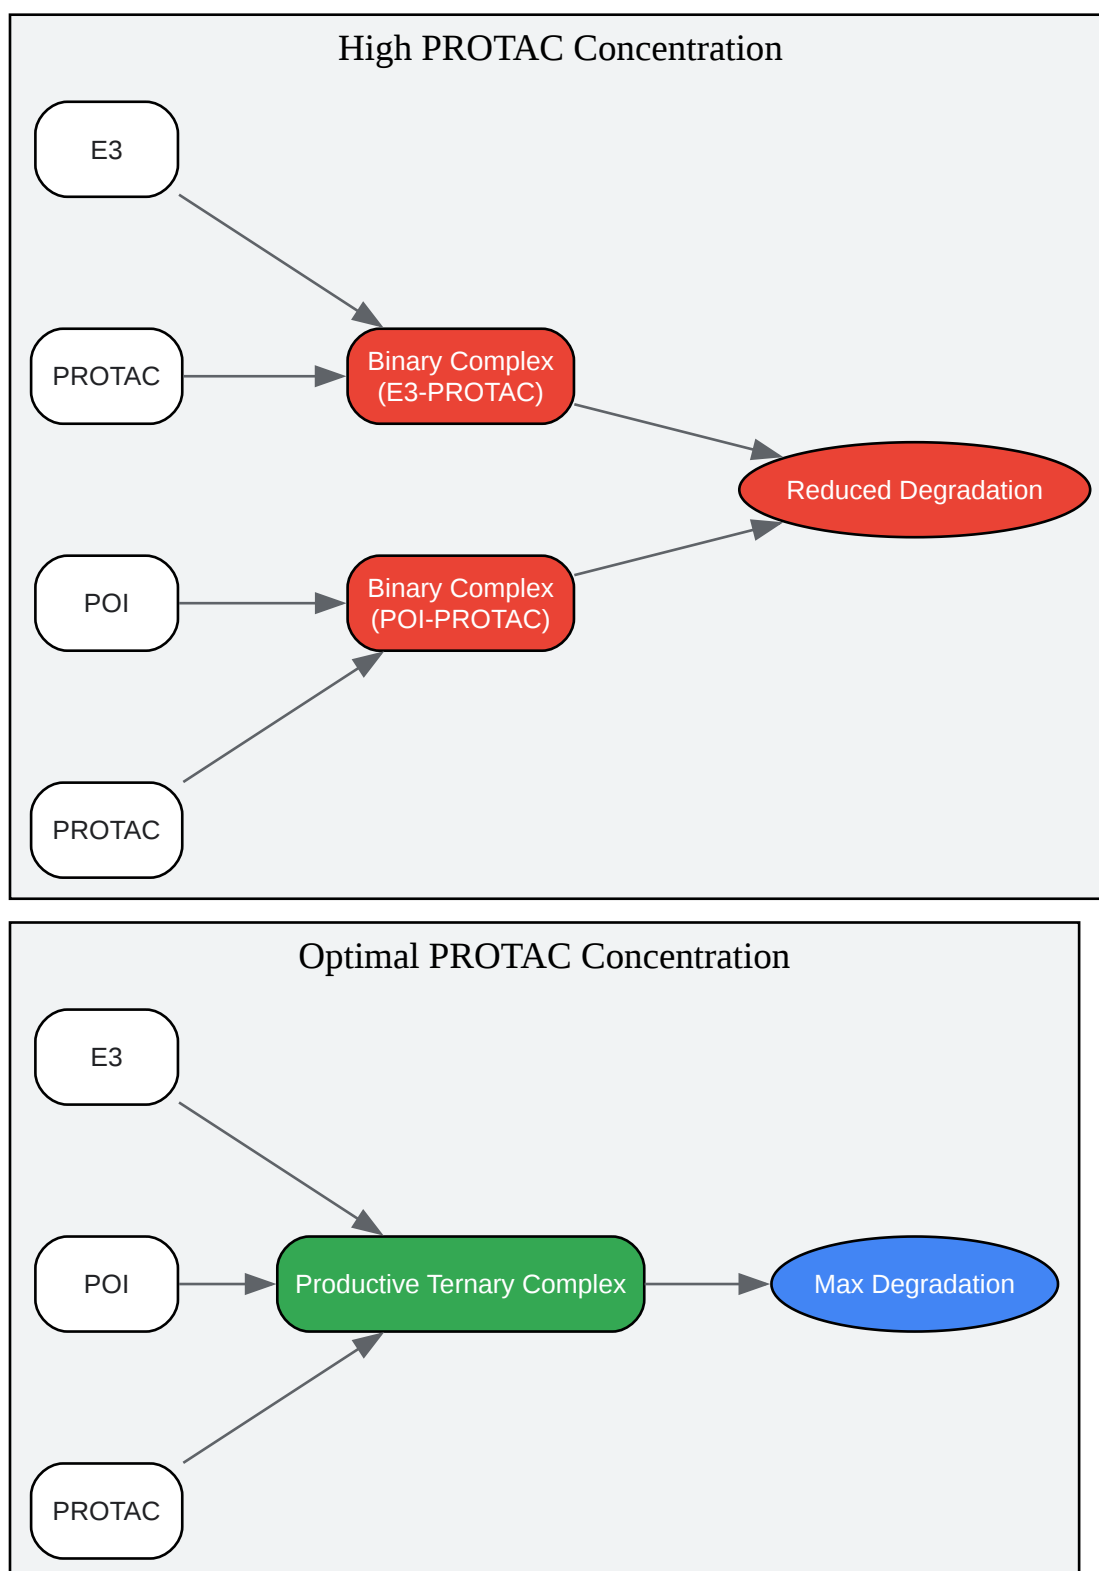 High PROTAC Concentration
E3
PROTAC
Binary Complex
(E3-PROTAC)
Reduced Degradation
POI
Binary Complex
(POI-PROTAC)
PROTAC
Optimal PROTAC Concentration
E3
POI
Productive Ternary Complex
Max Degradation
PROTAC